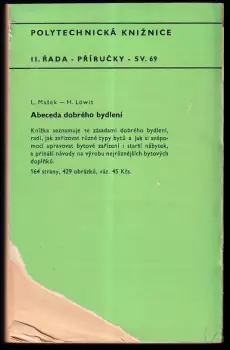 POLYTECHNICKÁ KNIŽNICE
II. ŘADA - PŘÍRUČKY - SV. 69
L. Mašek — H. Löwit
Abeceda dobrého bydlení
Knížka seznamuje se zásadami dobrého bydlení,
radí, jak zařizovat různé typy bytů a jak si svépo-
mocí upravovat bytové zařízení i starší nábytek,
a přináší návody na výrobu nejrůznějších bytových
doplňků.
564 strany, 429 obrázků, váz. 45 Kčs.